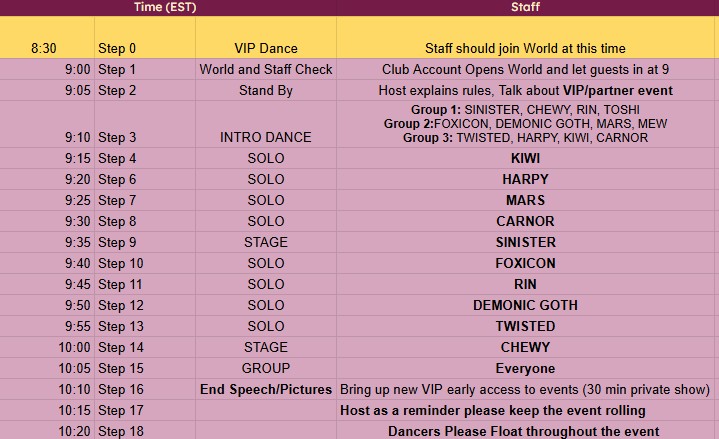 Time (EST) Staff
8:30 Step 0 VIP Dance Staff should join World at this time
9:00 Step 1 World and Staff Check Club Account Opens World and let guests in at 9
9:05 Step 2 Stand By Host explains rules, Talk about VIP/partner event
Group 1: SINISTER, CHEWY, RIN, TOSHI
Group 2:FOXICON, DEMONIC GOTH, MARS, MEW
9:10 Step 3 INTRO DANCE Group 3: TWISTED, HARPY, KIWI, CARNOR
9:15 Step 4 SOLO KIWI
9:20 Step 6 SOLO HARPY
9:25 Step 7 SOLO MARS
9:30 Step 8 SOLO CARNOR
9:35 Step 9 STAGE SINISTER
9:40 Step 10 SOLO FOXICON
9:45 Step 11 SOLO RIN
9:50 Step 12 SOLO DEMONIC GOTH
9:55 Step 13 SOLO TWISTED
10:00 Step 14 STAGE CHEWY
10:05 Step 15 GROUP Everyone
10:10 Step 16 End Speech/Pictures Bring up new VIP early access to events (30 min private show)
10:15 Step 17 Host as a reminder please keep the event rolling
10:20 Step 18 Dancers Please Float throughout the event